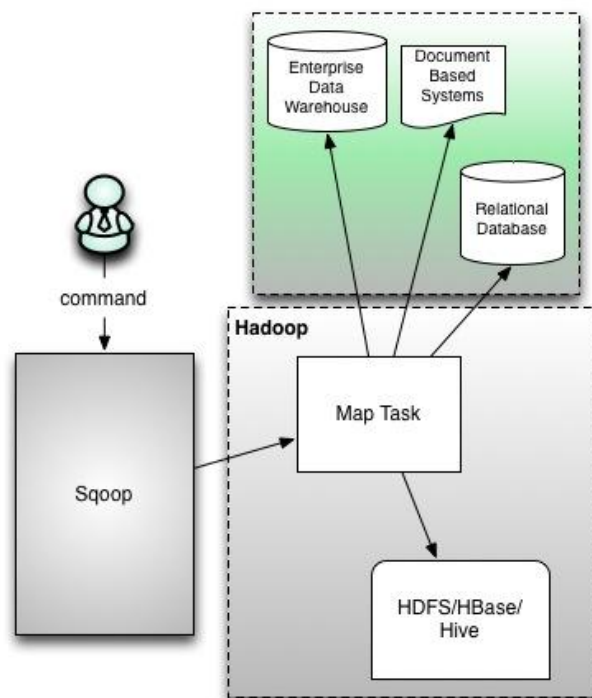 Enterprise
Data
Warehouse
Document
Based
Systems
Relational
Database
command
Hadoop
Map Task
Sqoop
HDFS/HBase/
Hive